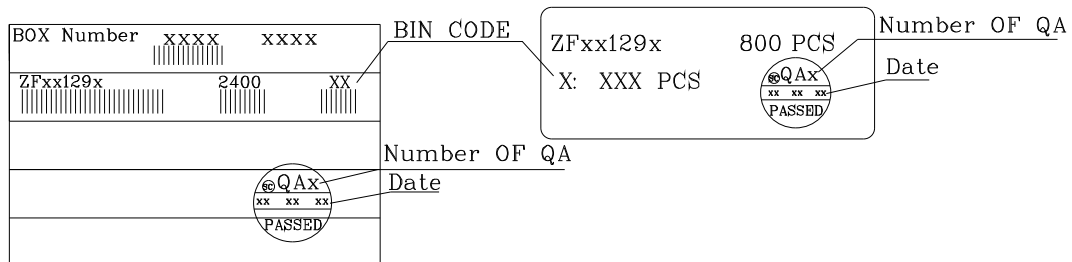 BOX Number XXXX XXXX
ZFxx129x 2400 XX
BIN CODE
Number OF QA
Date
QAx
xx xx xx
PASSED
ZFxx129x 800 PCS
X: XXX PCS
Number OF QA
Date
QAx
xx xx xx
PASSED